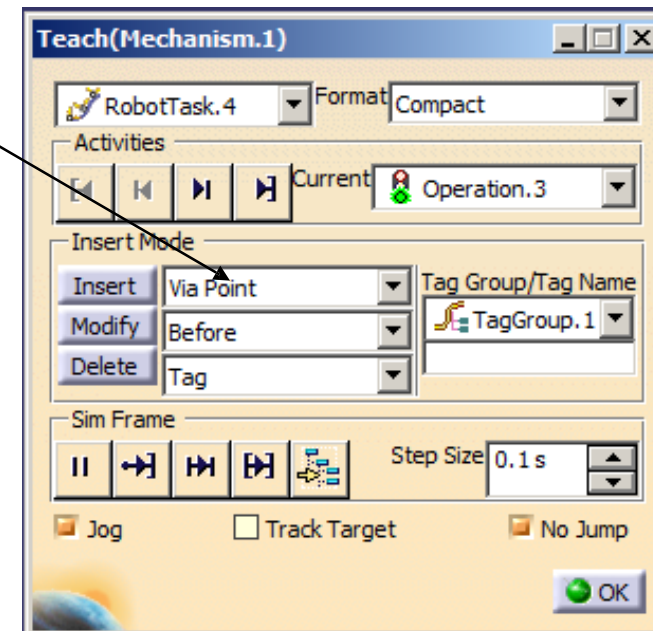 Teach(Mechanism.1)
RobotTask.4 Format Compact
Activities
Current Operation.3
Insert Mode
Insert Via Point Tag Group/Tag Name
Modify Before TagGroup.1
Delete Tag
Sim Frame
Step Size 0.1s
Jog Track Target No Jump
OK